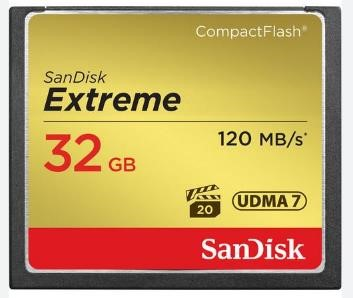 CompactFlash®
SanDisk
Extreme
32 GB
120 MB/s*
20
UDMA 7
SanDisk